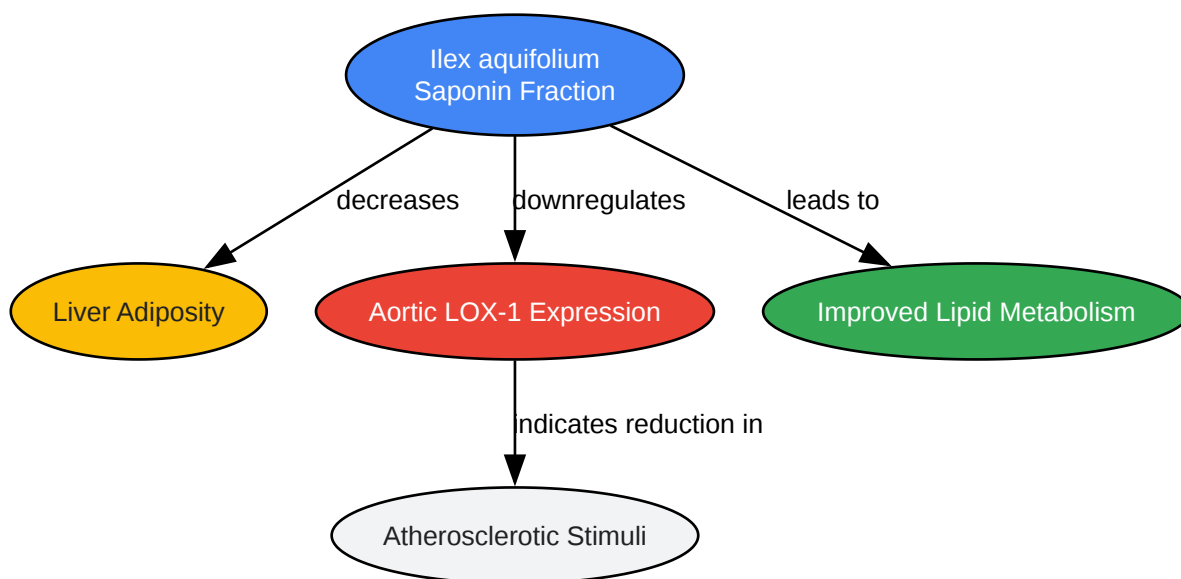 Ilex aquifolium
Saponin Fraction
decreases
downregulates
leads to
Liver Adiposity
Aortic LOX-1 Expression
Improved Lipid Metabolism
indicates reduction in
Atherosclerotic Stimuli